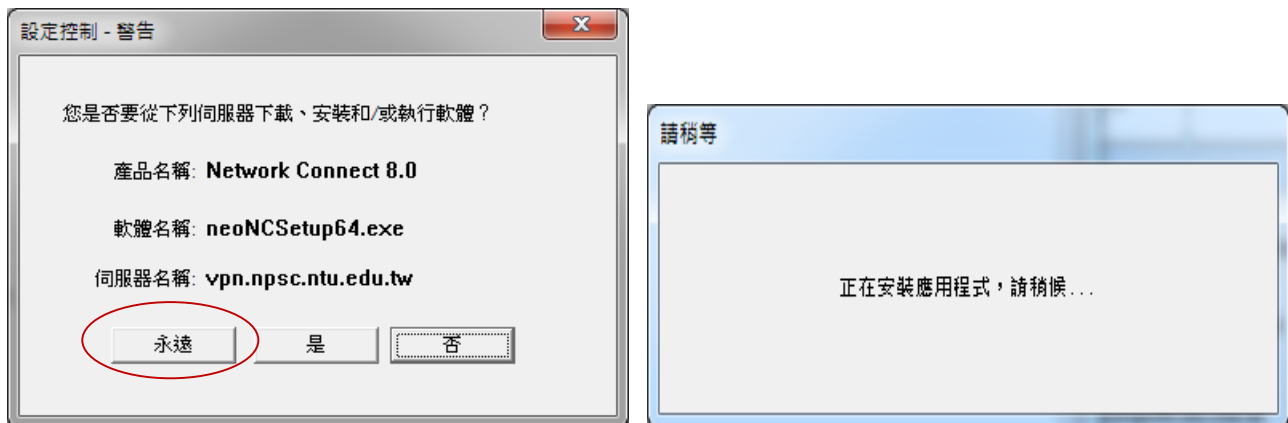 設定控制 - 警告
您是否要從下列伺服器下載、安裝和/或執行軟體？
產品名稱: Network Connect 8.0
軟體名稱: neoNCSetup64.exe
伺服器名稱: vpn.npsc.ntu.edu.tw
永遠
是
否
請稍等
正在安裝應用程式，請稍候...